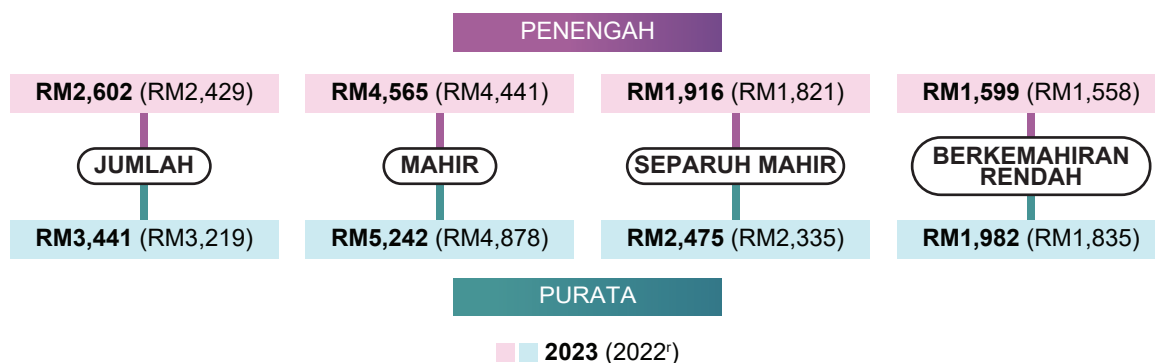 PENENGAH
RM2,602 (RM2,429)
RM4,565 (RM4,441)
RM1,916 (RM1,821)
RM1,599 (RM1,558)
JUMLAH
MAHIR
SEPARUH MAHIR
BERKEMAHIRAN
RENDAH
RM3,441 (RM3,219)
RM5,242 (RM4,878)
RM2,475 (RM2,335)
RM1,982 (RM1,835)
PURATA
2023 (2022ʳ)